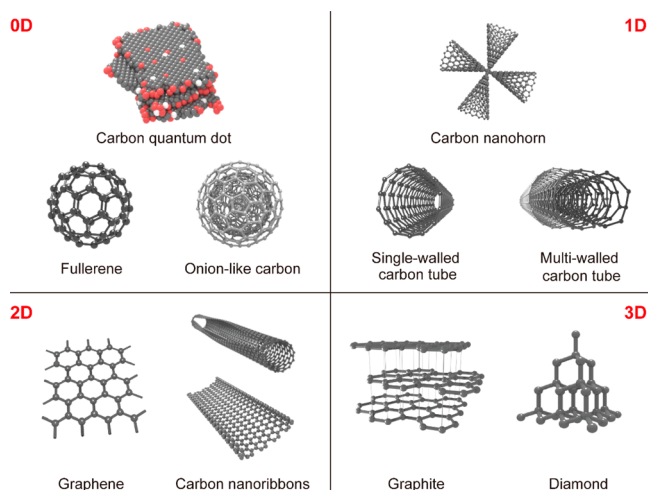 0D
1D
Carbon quantum dot
Carbon nanohorn
Fullerene
Onion-like carbon
Single-walled
carbon tube
Multi-walled
carbon tube
2D
3D
Graphene
Carbon nanoribbons
Graphite
Diamond